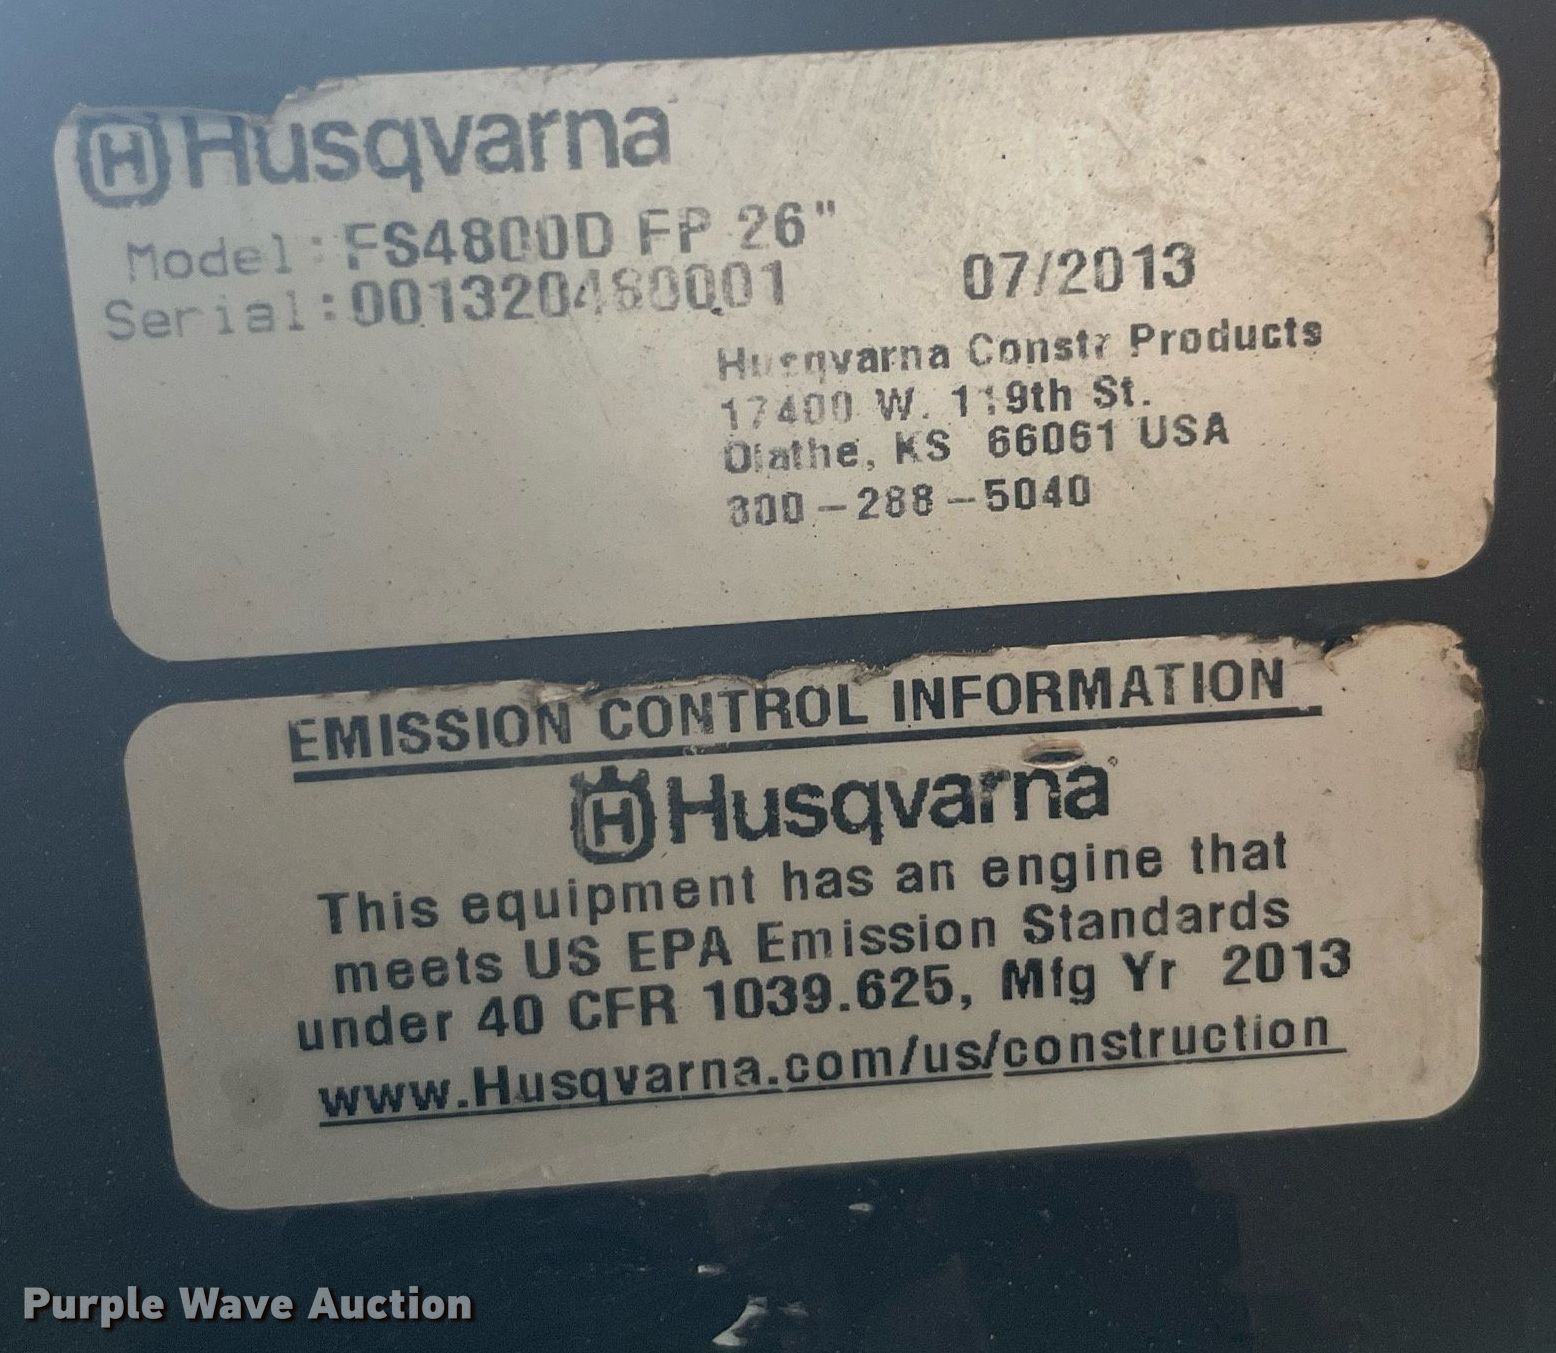 Husqvarna
Model: FS4800D FP 26"
Serial: 001320480001
07/2013
Husqvarna Constr Products
17400 W. 119th St.
Olathe, KS 66061 USA
800-288-5040
EMISSION CONTROL INFORMATION
Husqvarna
This equipment has an engine that
meets US EPA Emission Standards
under 40 CFR 1039.625, Mfg Yr 2013
www.Husqvarna.com/us/construction
Purple Wave Auction